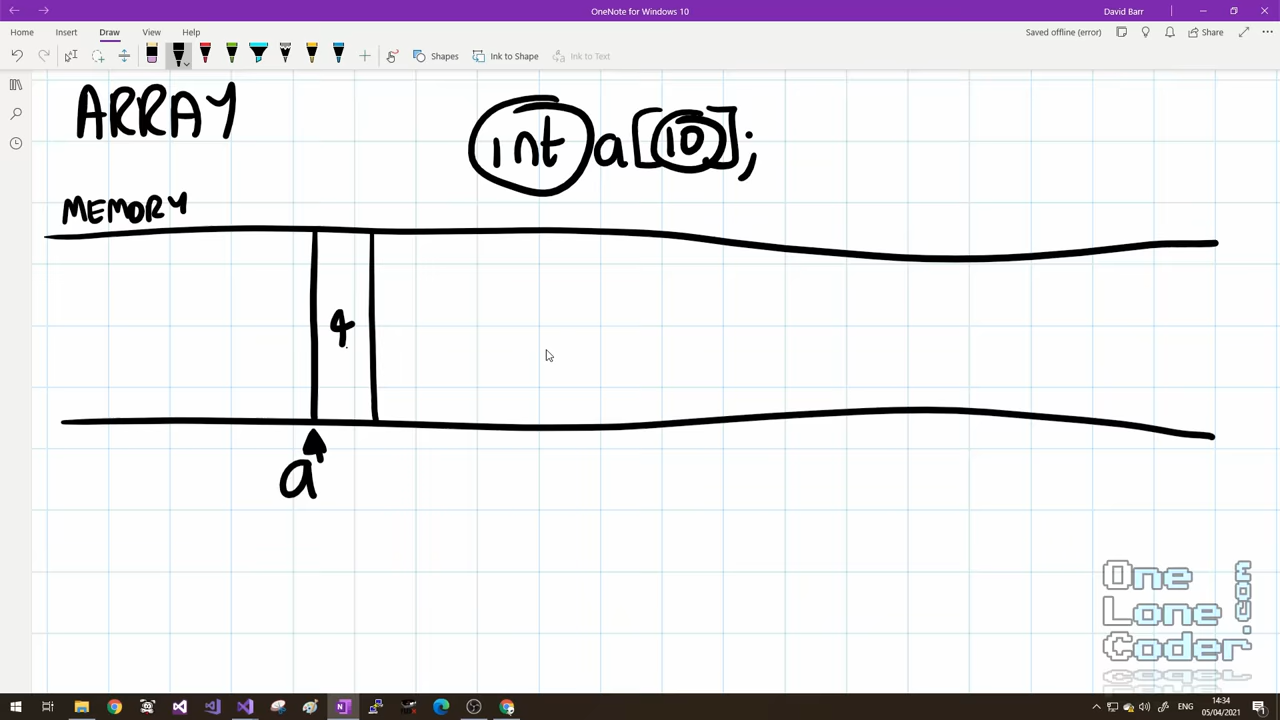 OneNote for Windows 10
David Barr
Home Insert Draw View Help
Saved offline (error)
Share
Shapes
Ink to Shape
Ink to Text
ARRAY
int a[10];
MEMORY
4
a
One
Lone
Coder
.com
ENG
14:34
05/04/2021